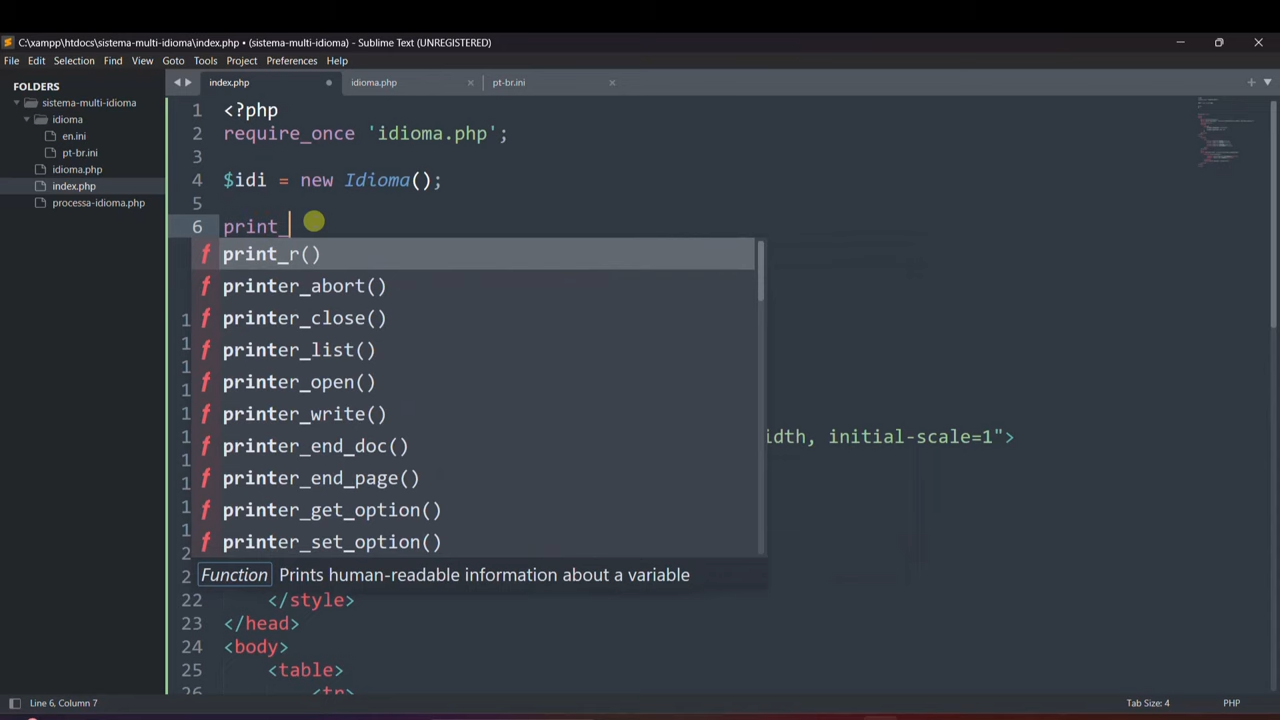 C:\xampp\htdocs\sistema-multi-idioma\index.php • (sistema-multi-idioma) - Sublime Text (UNREGISTERED)
File Edit Selection Find View Goto Tools Project Preferences Help
FOLDERS
sistema-multi-idioma
idioma
en.ini
pt-br.ini
idioma.php
index.php
processa-idioma.php
index.php idioma.php pt-br.ini
1 <?php
2 require_once 'idioma.php';
3
4 $idi = new Idioma();
5
6 print_
print_r()
printer_abort()
printer_close()
printer_list()
printer_open()
printer_write()
printer_end_doc()
printer_end_page()
printer_get_option()
printer_set_option()
Function Prints human-readable information about a variable
idth, initial-scale=1">
22 </style>
23 </head>
24 <body>
25 <table>
26 <tr>
Line 6, Column 7 Tab Size: 4 PHP